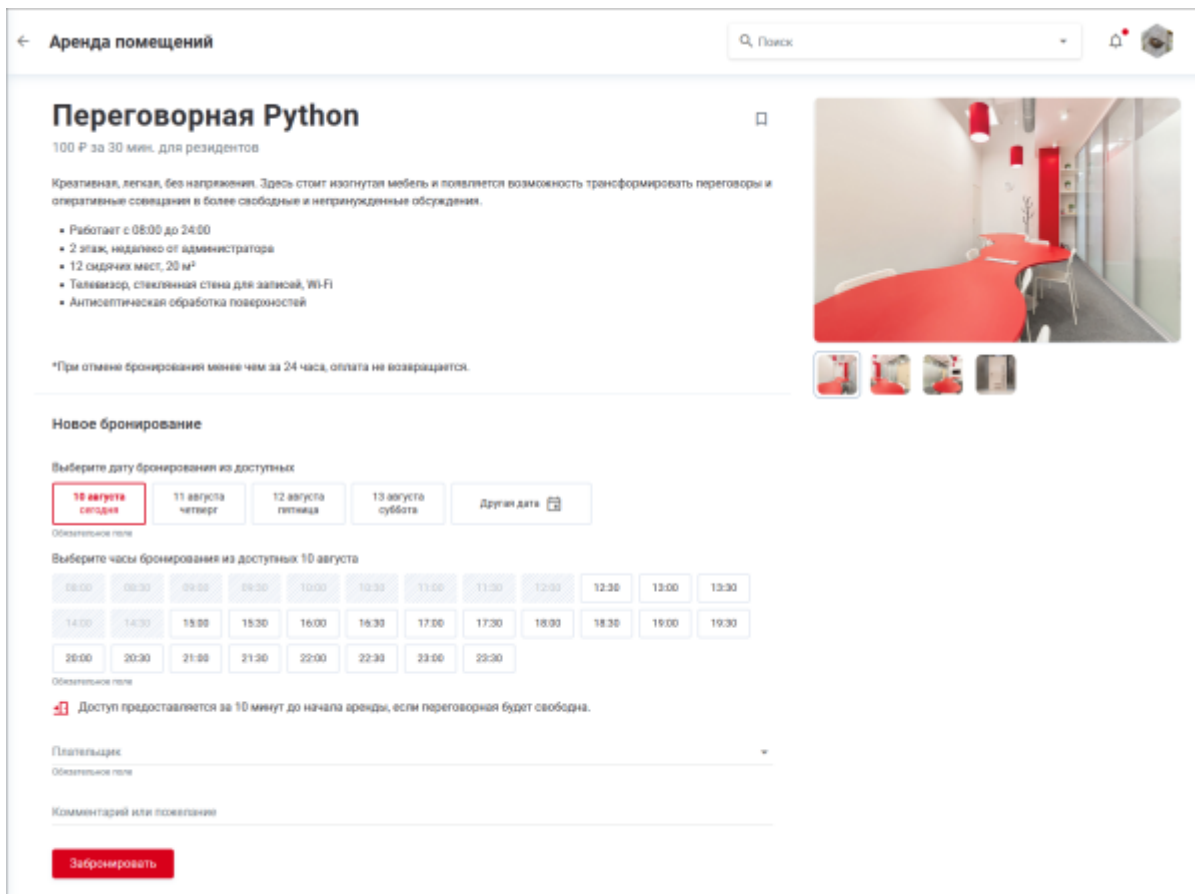 Аренда помещений
Поиск
Переговорная Python
100 ₽ за 30 мин. для резидентов
Креативная, легкая, без напряжения. Здесь стоит изогнутая мебель и появляется возможность трансформировать переговоры и
оперативные совещания в более свободные и непринужденные обсуждения.
Работает с 08:00 до 24:00
2 этаж, недалеко от администратора
12 сидячих мест, 20 м²
Телевизор, стеклянная стена для записей, Wi-Fi
Антисептическая обработка поверхностей
*При отмене бронирования менее чем за 24 часа, оплата не возвращается.
Новое бронирование
Выберите дату бронирования из доступных
10 августа 11 августа 12 августа 13 августа Другая дата
сегодня четверг пятница суббота
Обязательное поле
Выберите часы бронирования из доступных 10 августа
08:00 08:30 09:00 09:30 10:00 10:30 11:00 11:30 12:00 12:30 13:00 13:30
14:00 14:30 15:00 15:30 16:00 16:30 17:00 17:30 18:00 18:30 19:00 19:30
20:00 20:30 21:00 21:30 22:00 22:30 23:00 23:30
Обязательное поле
Доступ предоставляется за 10 минут до начала аренды, если переговорная будет свободна.
Плательщик
Обязательное поле
Комментарий или пожелание
Забронировать